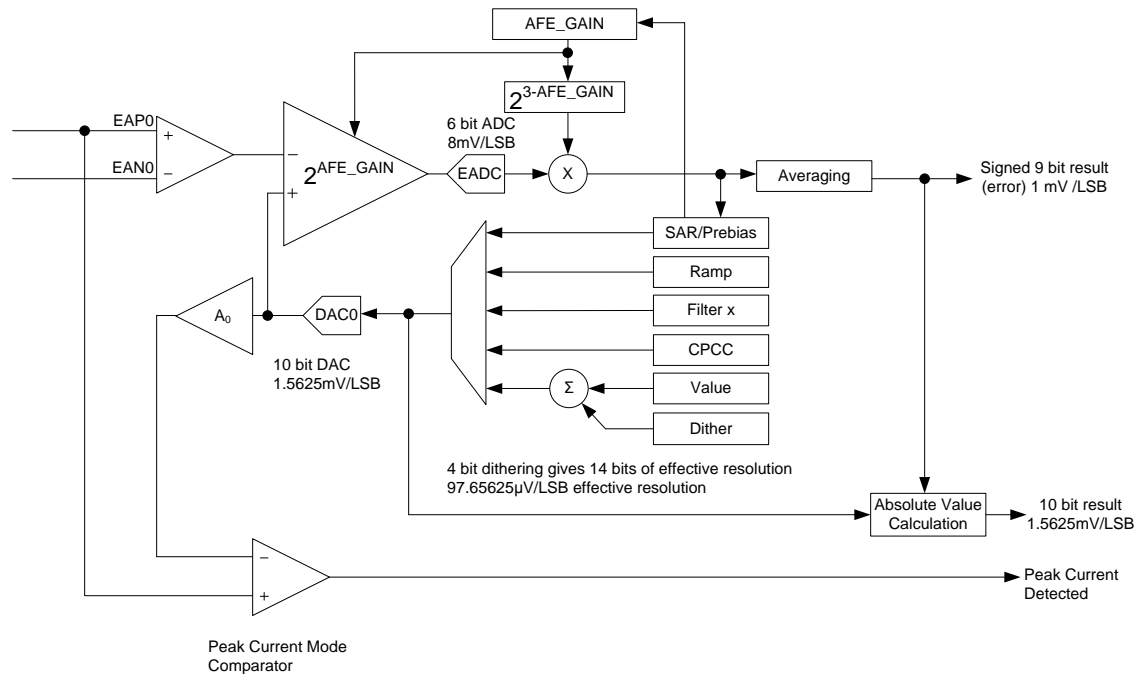 AFE_GAIN
2^3-AFE_GAIN
6 bit ADC
8mV/LSB
EAP0
+
EAN0
−
−
2^AFE_GAIN
+
EADC
X
Averaging
Signed 9 bit result
(error) 1 mV /LSB
SAR/Prebias
Ramp
Filter x
CPCC
Value
Dither
Σ
A₀
DAC0
10 bit DAC
1.5625mV/LSB
4 bit dithering gives 14 bits of effective resolution
97.65625µV/LSB effective resolution
Absolute Value
Calculation
10 bit result
1.5625mV/LSB
−
+
Peak Current
Detected
Peak Current Mode
Comparator